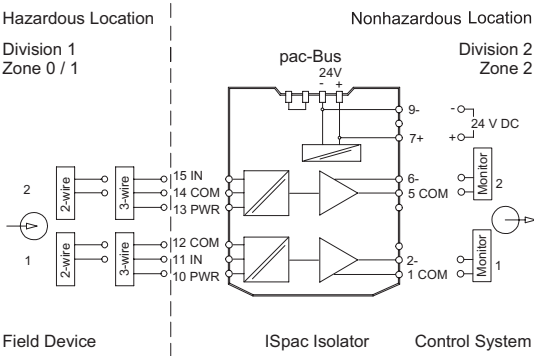 Hazardous Location
Nonhazardous Location
Division 1
Zone 0 / 1
Division 2
Zone 2
pac-Bus
24V
- +
9-
7+
-
24 V DC
+
2
2-wire
3-wire
15 IN
14 COM
13 PWR
6-
5 COM
Monitor
2
1
2-wire
3-wire
12 COM
11 IN
10 PWR
2-
1 COM
Monitor
1
Field Device
ISpac Isolator
Control System